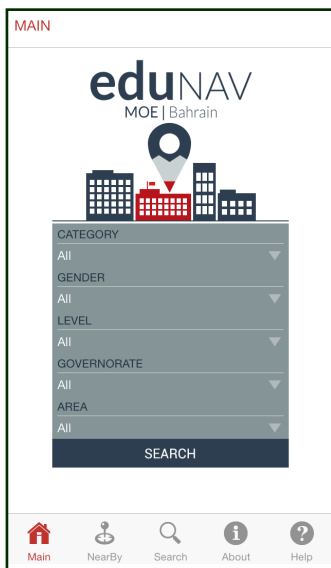 MAIN
eduNAV
MOE | Bahrain
CATEGORY
All
GENDER
All
LEVEL
All
GOVERNORATE
All
AREA
All
SEARCH
Main NearBy Search About Help